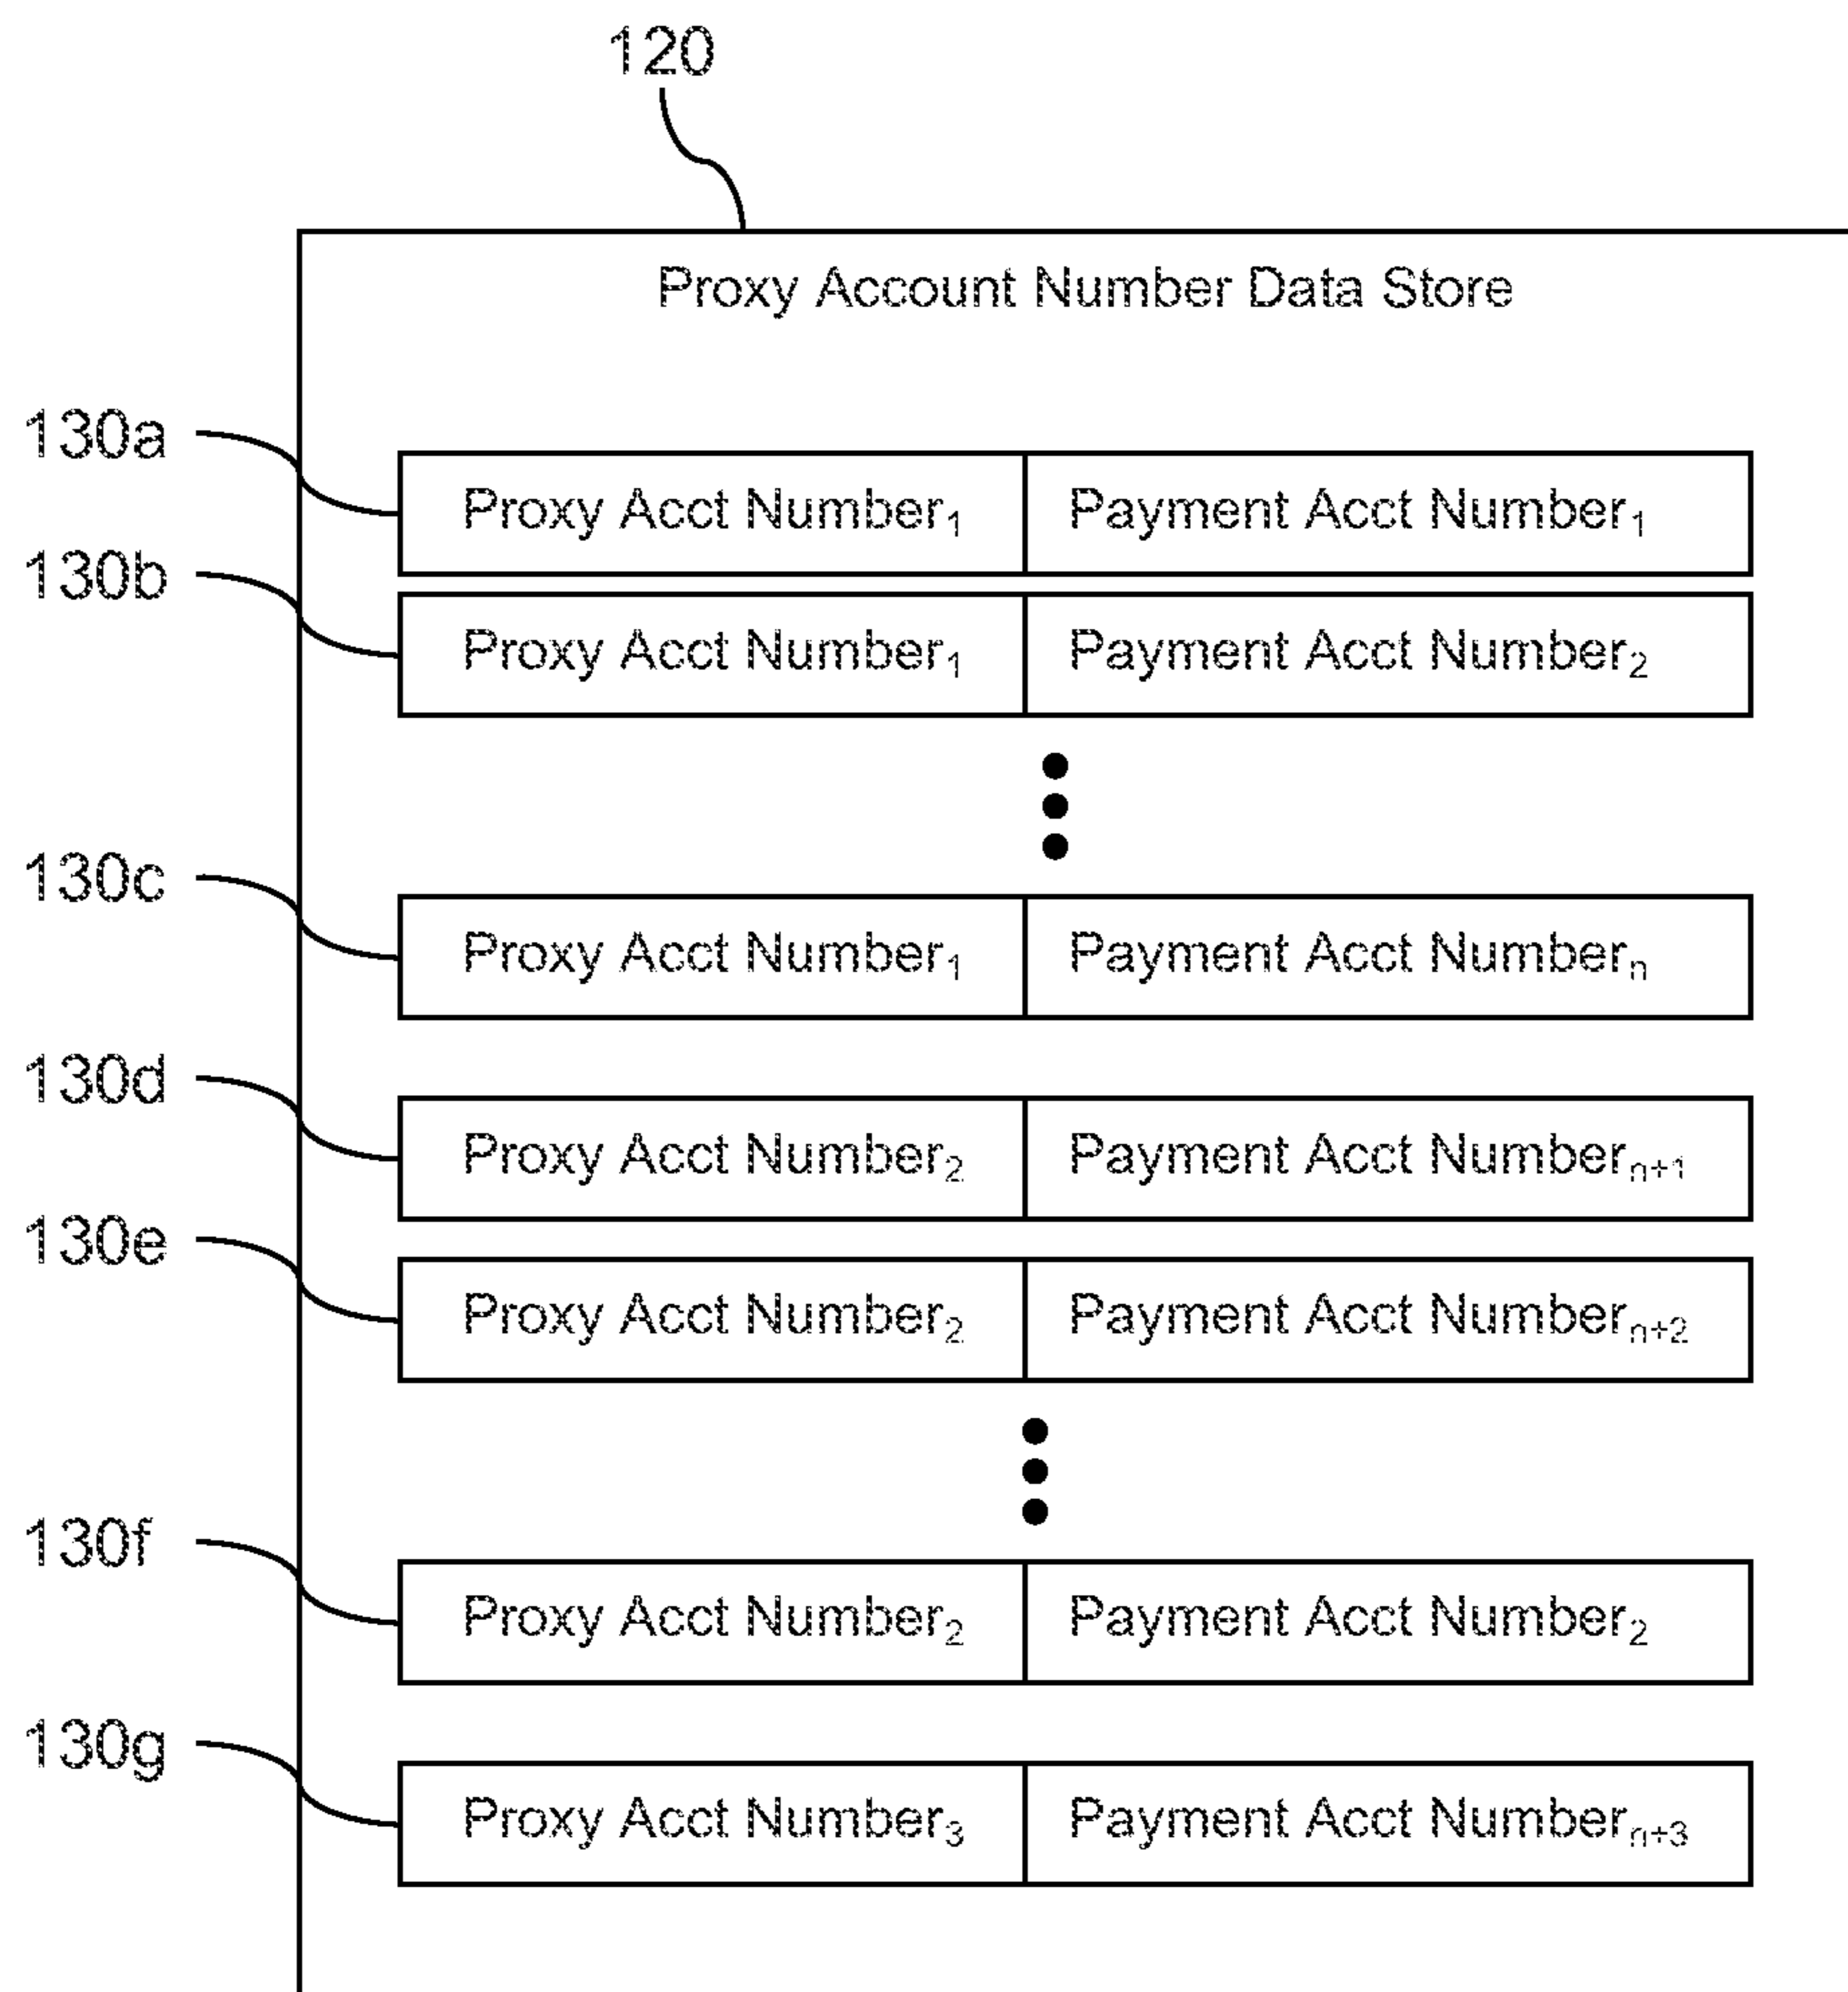 120
Proxy Account Number Data Store
130a
Proxy Acct Number₁ Payment Acct Number₁
130b
Proxy Acct Number₁ Payment Acct Number₂
130c
Proxy Acct Number₁ Payment Acct Numberₙ
130d
Proxy Acct Number₂ Payment Acct Numberₙ₊₁
130e
Proxy Acct Number₂ Payment Acct Numberₙ₊₂
130f
Proxy Acct Number₂ Payment Acct Number₂
130g
Proxy Acct Number₃ Payment Acct Numberₙ₊₃